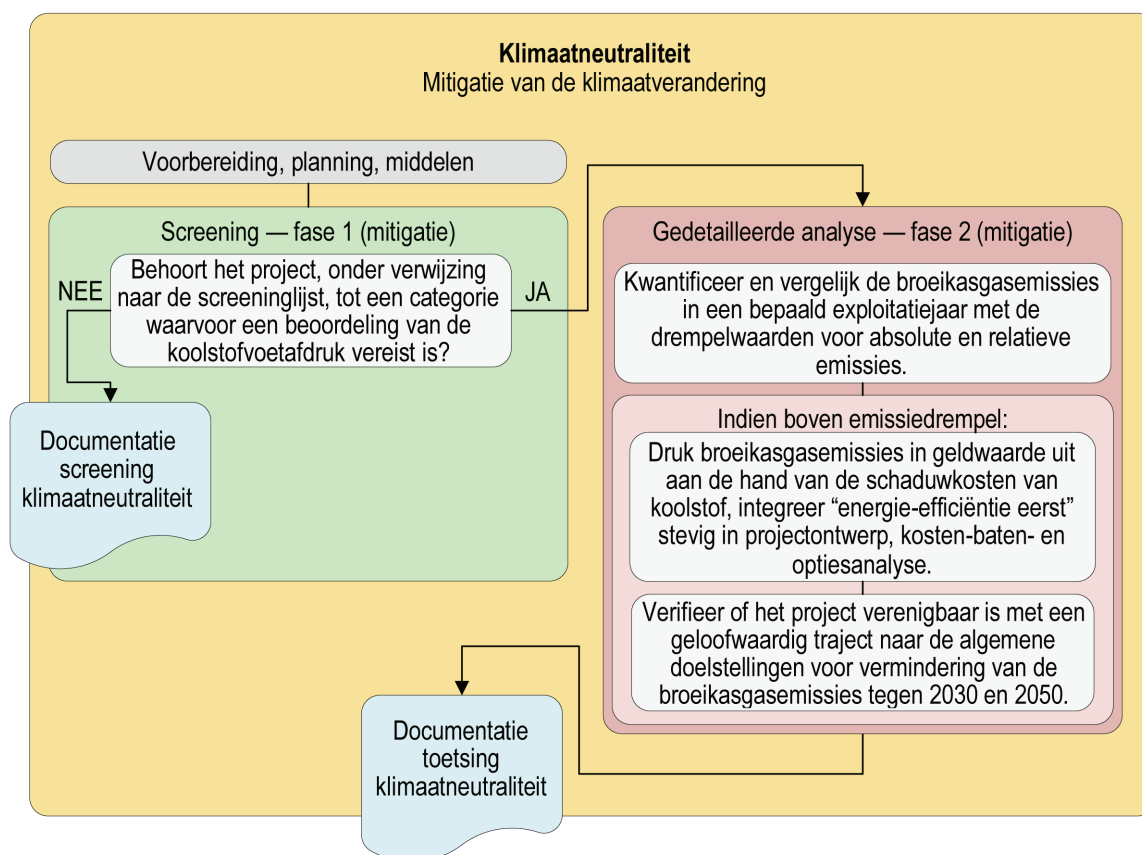 Klimaatneutraliteit
Mitigatie van de klimaatverandering
Voorbereiding, planning, middelen
Screening — fase 1 (mitigatie)
NEE
Behoort het project, onder verwijzing
naar de screeninglijst, tot een categorie
waarvoor een beoordeling van de
koolstofvoetafdruk vereist is?
JA
Documentatie
screening
klimaatneutraliteit
Gedetailleerde analyse — fase 2 (mitigatie)
Kwantificeer en vergelijk de broeikasgasemissies
in een bepaald exploitatiejaar met de
drempelwaarden voor absolute en relatieve
emissies.
Indien boven emissiedrempel:
Druk broeikasgasemissies in geldwaarde uit
aan de hand van de schaduwkosten van
koolstof, integreer “energie-efficiëntie eerst”
stevig in projectontwerp, kosten-baten- en
optiesanalyse.
Verifieer of het project verenigbaar is met een
geloofwaardig traject naar de algemene
doelstellingen voor vermindering van de
broeikasgasemissies tegen 2030 en 2050.
Documentatie
toetsing
klimaatneutraliteit